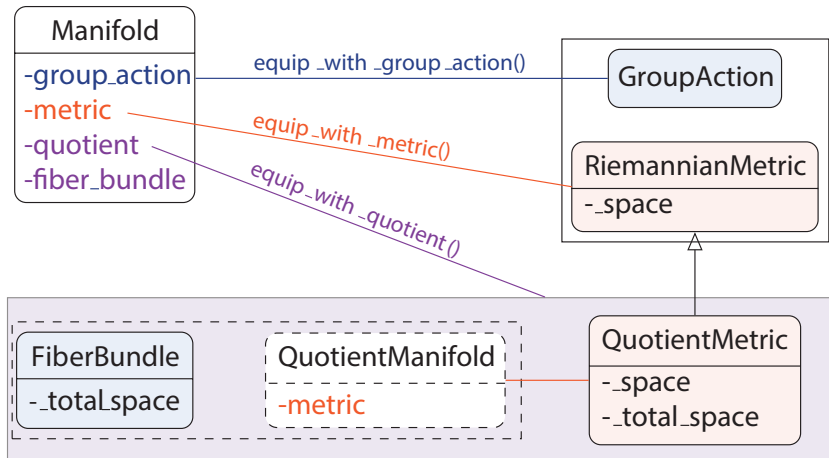 Manifold
-group_action
-metric
-quotient
-fiber_bundle
equip_with_group_action()
equip_with_metric()
equip_with_quotient()
GroupAction
RiemannianMetric
-_space
FiberBundle
-_total_space
QuotientManifold
-metric
QuotientMetric
-_space
-_total_space